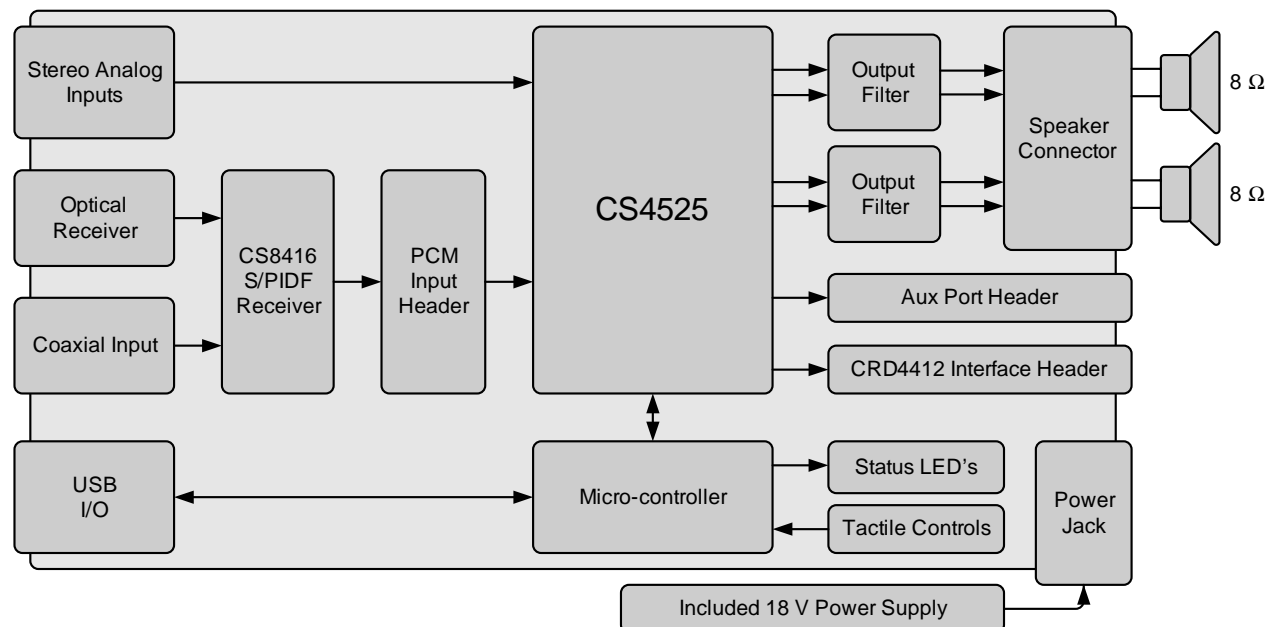 Stereo Analog
Inputs
Optical
Receiver
Coaxial Input
USB
I/O
CS8416
S/PIDF
Receiver
PCM
Input
Header
CS4525
Micro-controller
Output
Filter
Output
Filter
Speaker
Connector
8 Ω
8 Ω
Aux Port Header
CRD4412 Interface Header
Status LED's
Tactile Controls
Power
Jack
Included 18 V Power Supply